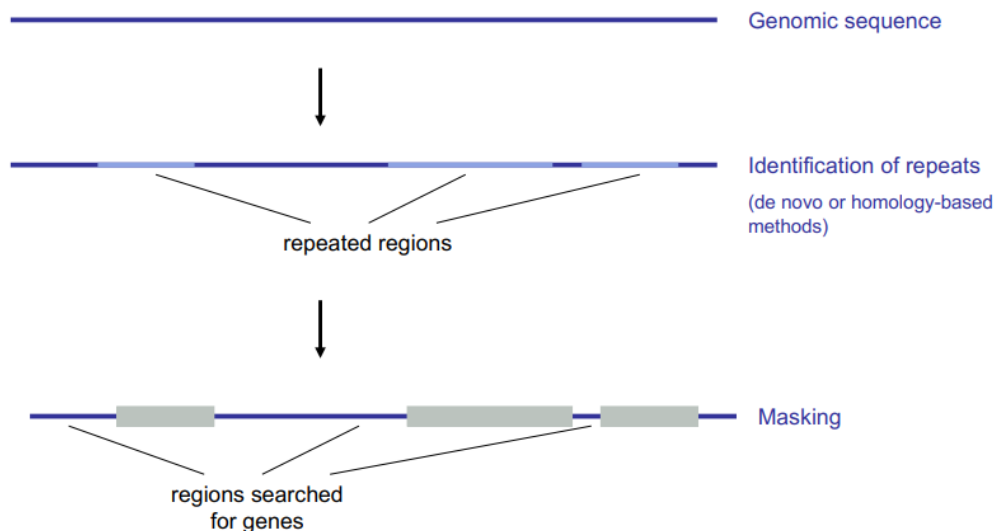 Genomic sequence
Identification of repeats
(de novo or homology-based
methods)
repeated regions
Masking
regions searched
for genes